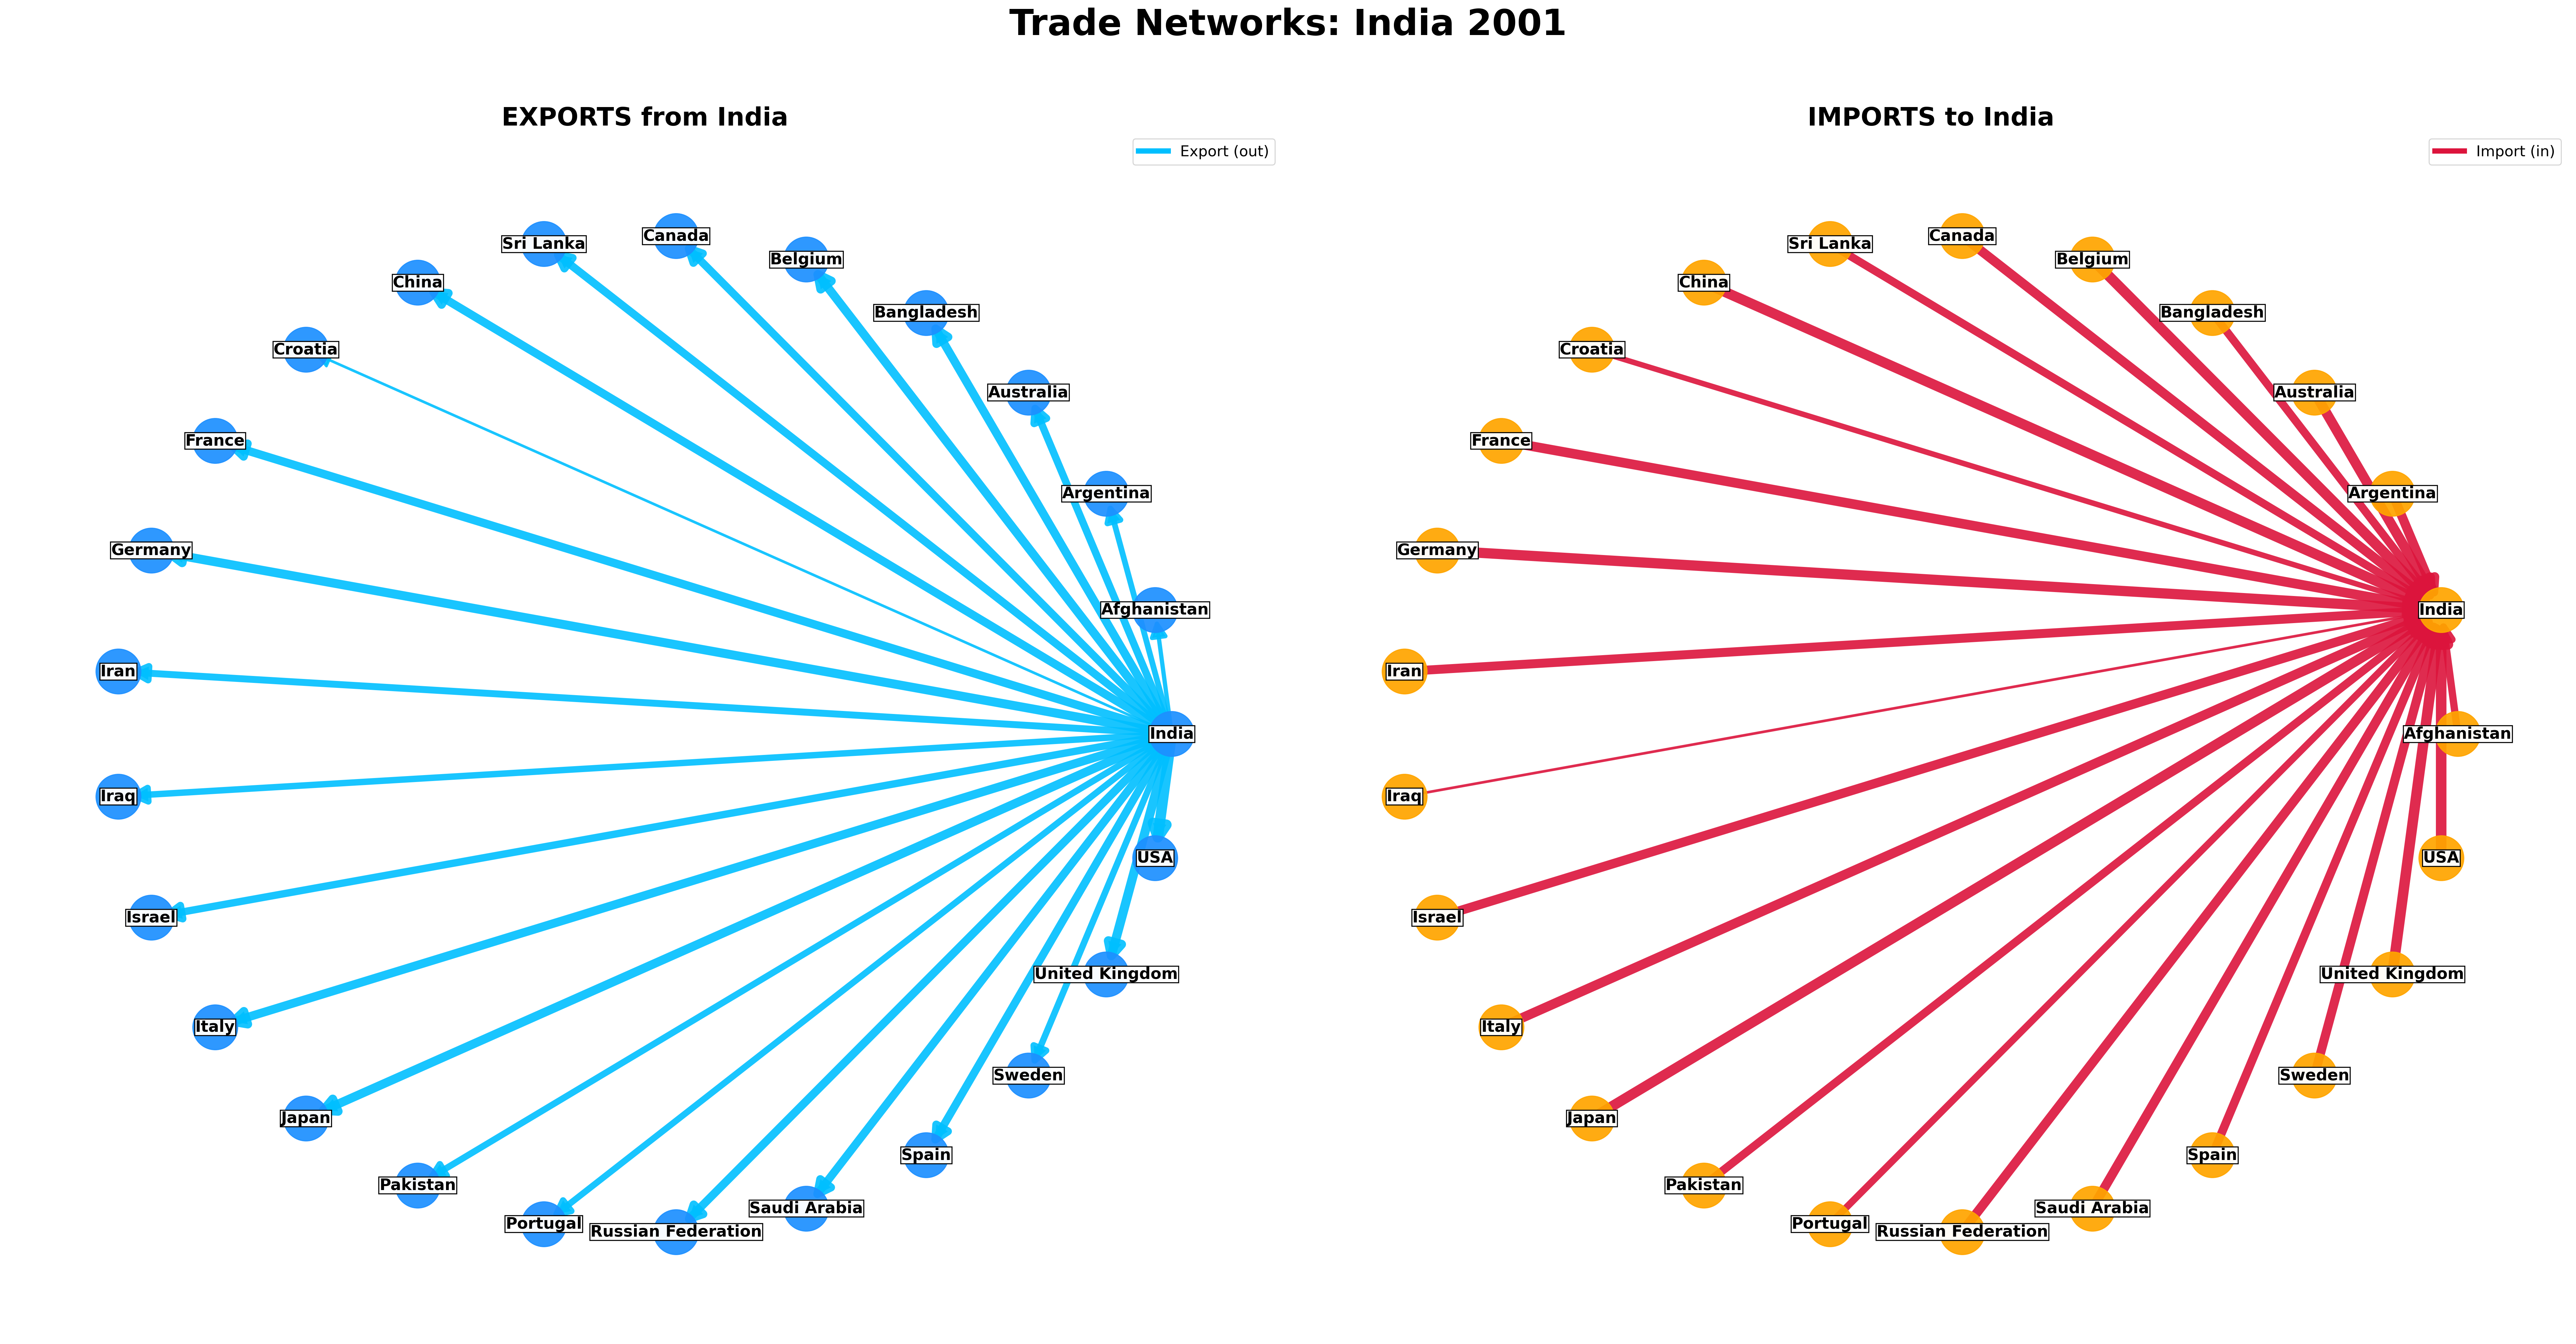 Trade Networks: India 2001
EXPORTS from India
Export (out)
Canada
Sri Lanka
Belgium
China
Bangladesh
Croatia
Australia
France
Argentina
Germany
Afghanistan
Iran
India
Iraq
USA
Israel
United Kingdom
Italy
Sweden
Japan
Spain
Pakistan
Saudi Arabia
Portugal
Russian Federation
IMPORTS to India
Import (in)
Canada
Sri Lanka
Belgium
China
Bangladesh
Croatia
Australia
France
Argentina
Germany
India
Iran
Afghanistan
Iraq
USA
Israel
United Kingdom
Italy
Sweden
Japan
Spain
Pakistan
Saudi Arabia
Portugal
Russian Federation